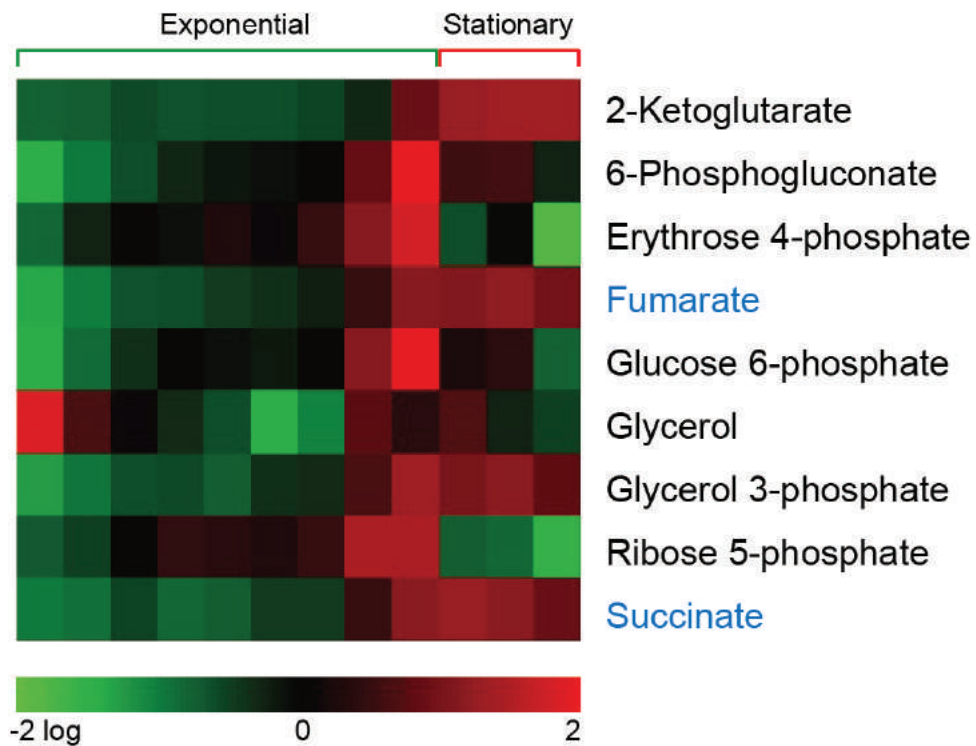 Exponential Stationary
2-Ketoglutarate
6-Phosphogluconate
Erythrose 4-phosphate
Fumarate
Glucose 6-phosphate
Glycerol
Glycerol 3-phosphate
Ribose 5-phosphate
Succinate
-2 log 0 2